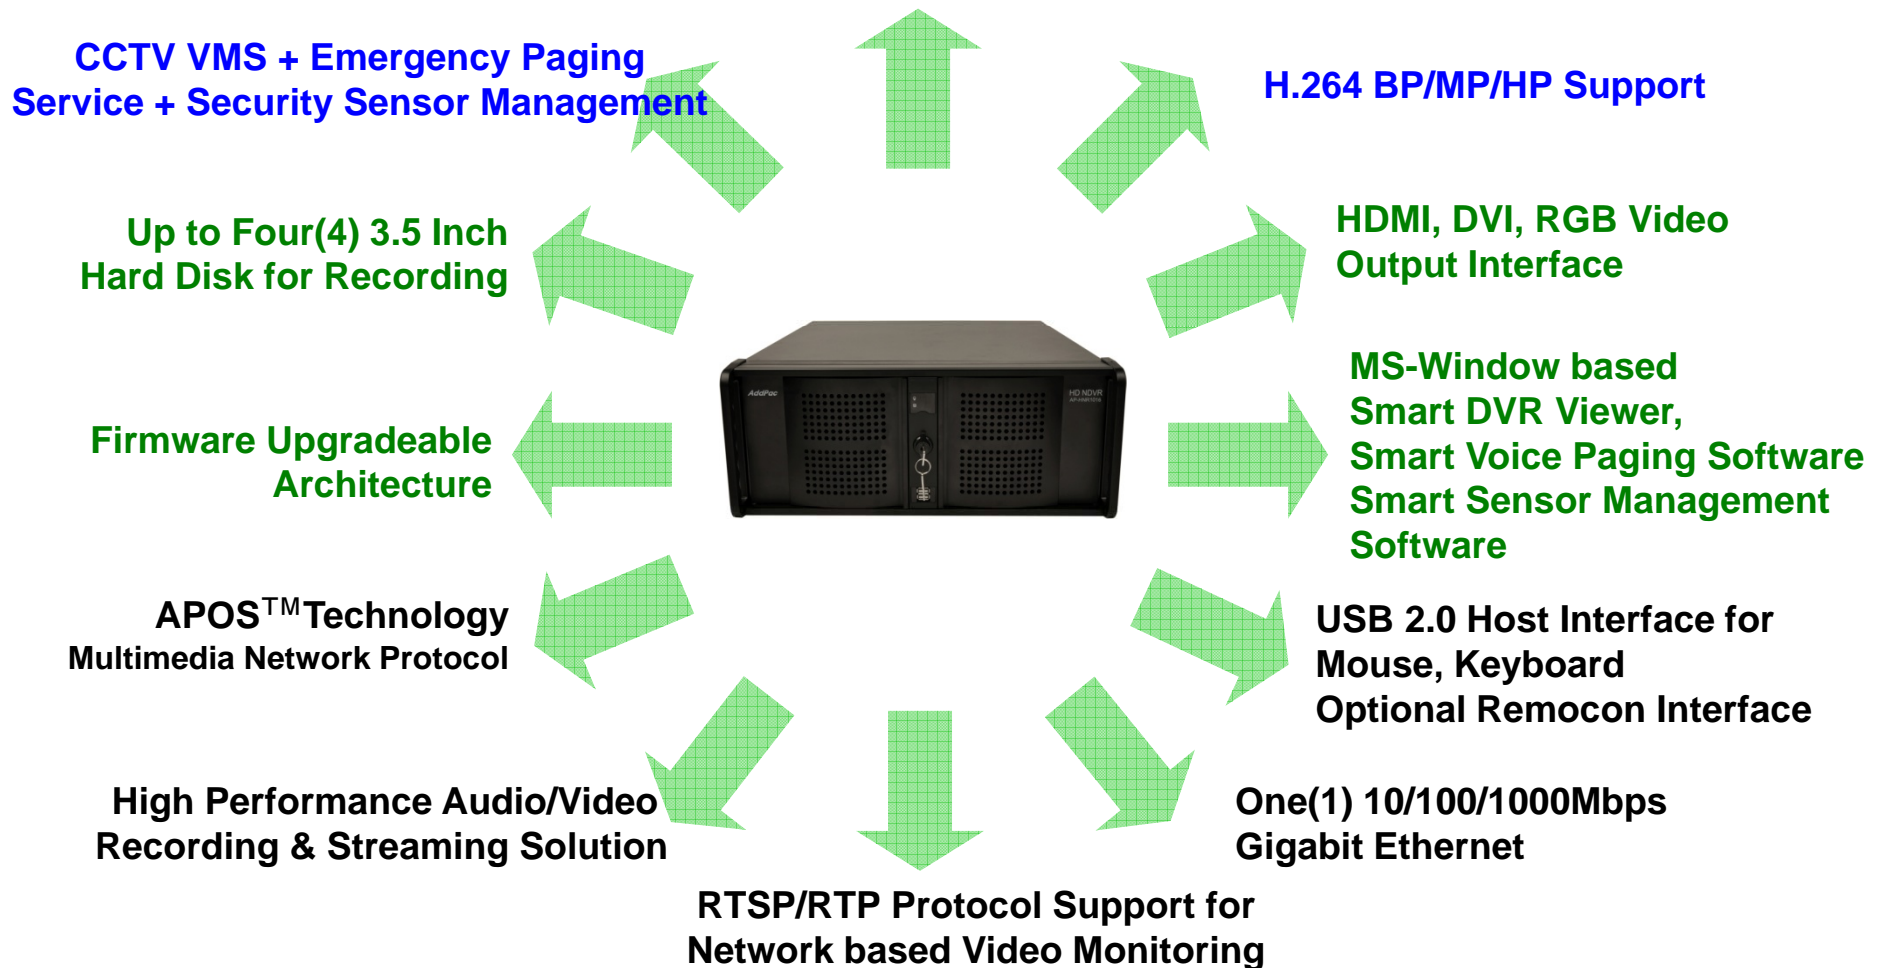 CCTV VMS + Emergency Paging
Service + Security Sensor Management
H.264 BP/MP/HP Support
Up to Four(4) 3.5 Inch
Hard Disk for Recording
HDMI, DVI, RGB Video
Output Interface
AddPac
HD NDVR
Firmware Upgradeable
Architecture
MS-Window based
Smart DVR Viewer,
Smart Voice Paging Software
Smart Sensor Management
Software
APOS™Technology
Multimedia Network Protocol
USB 2.0 Host Interface for
Mouse, Keyboard
Optional Remocon Interface
High Performance Audio/Video
Recording & Streaming Solution
One(1) 10/100/1000Mbps
Gigabit Ethernet
RTSP/RTP Protocol Support for
Network based Video Monitoring